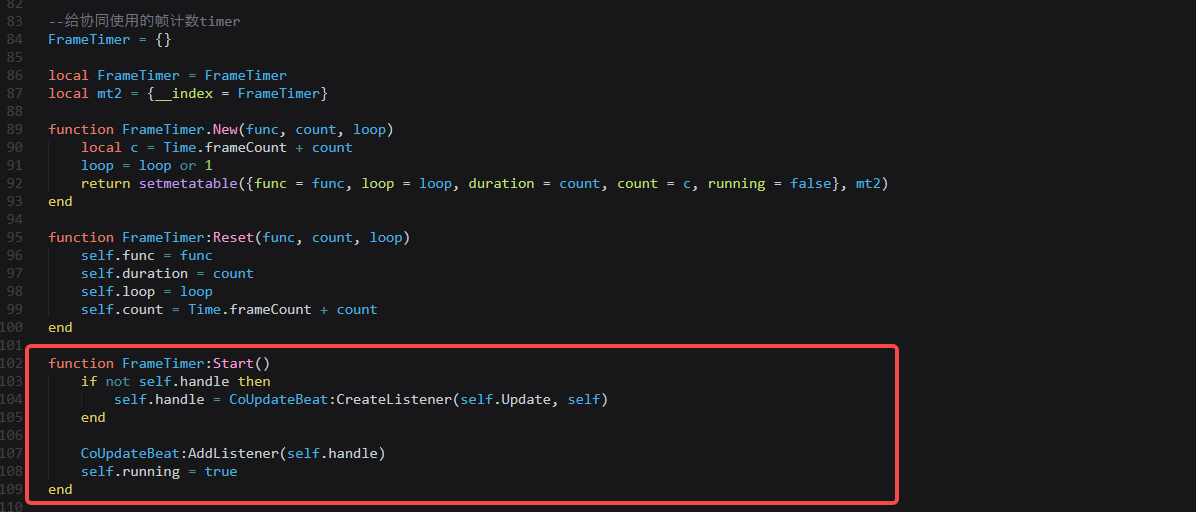 82
83 --给协同使用的帧计数timer
84 FrameTimer = {}
85
86 local FrameTimer = FrameTimer
87 local mt2 = {__index = FrameTimer}
88
89 function FrameTimer.New(func, count, loop)
90     local c = Time.frameCount + count
91     loop = loop or 1
92     return setmetatable({func = func, loop = loop, duration = count, count = c, running = false}, mt2)
93 end
94
95 function FrameTimer:Reset(func, count, loop)
96     self.func = func
97     self.duration = count
98     self.loop = loop
99     self.count = Time.frameCount + count
100 end
101
102 function FrameTimer:Start()
103     if not self.handle then
104         self.handle = CoUpdateBeat:CreateListener(self.Update, self)
105     end
106
107     CoUpdateBeat:AddListener(self.handle)
108     self.running = true
109 end
110